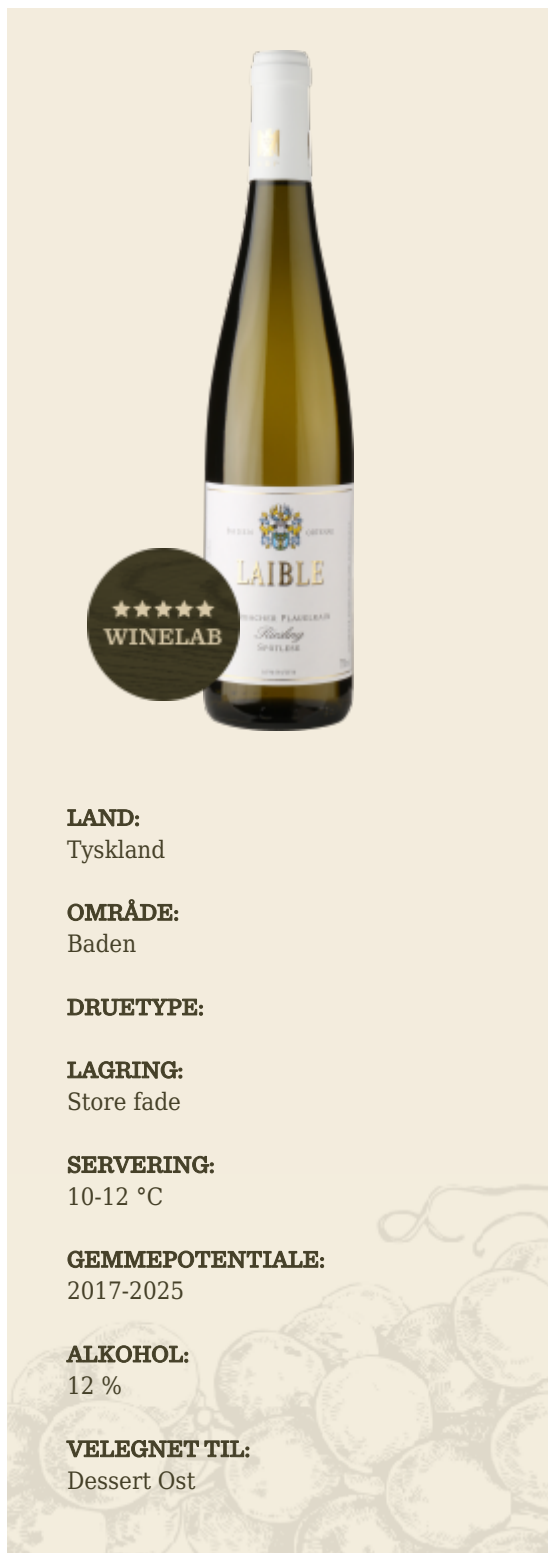 LAIBLE
Riesling
SPÄTLESE
WINELAB
LAND:
Tyskland
OMRÅDE:
Baden
DRUETYPE:
LAGRING:
Store fade
SERVERING:
10-12 °C
GEMMEPOTENTIALE:
2017-2025
ALKOHOL:
12 %
VELEGNET TIL:
Dessert Ost